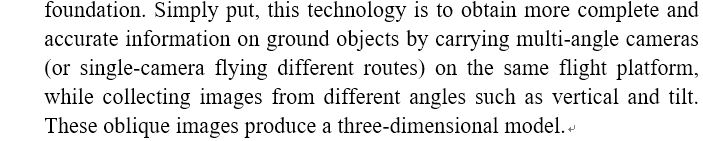 foundation. Simply put, this technology is to obtain more complete and
accurate information on ground objects by carrying multi-angle cameras
(or single-camera flying different routes) on the same flight platform,
while collecting images from different angles such as vertical and tilt.
These oblique images produce a three-dimensional model.